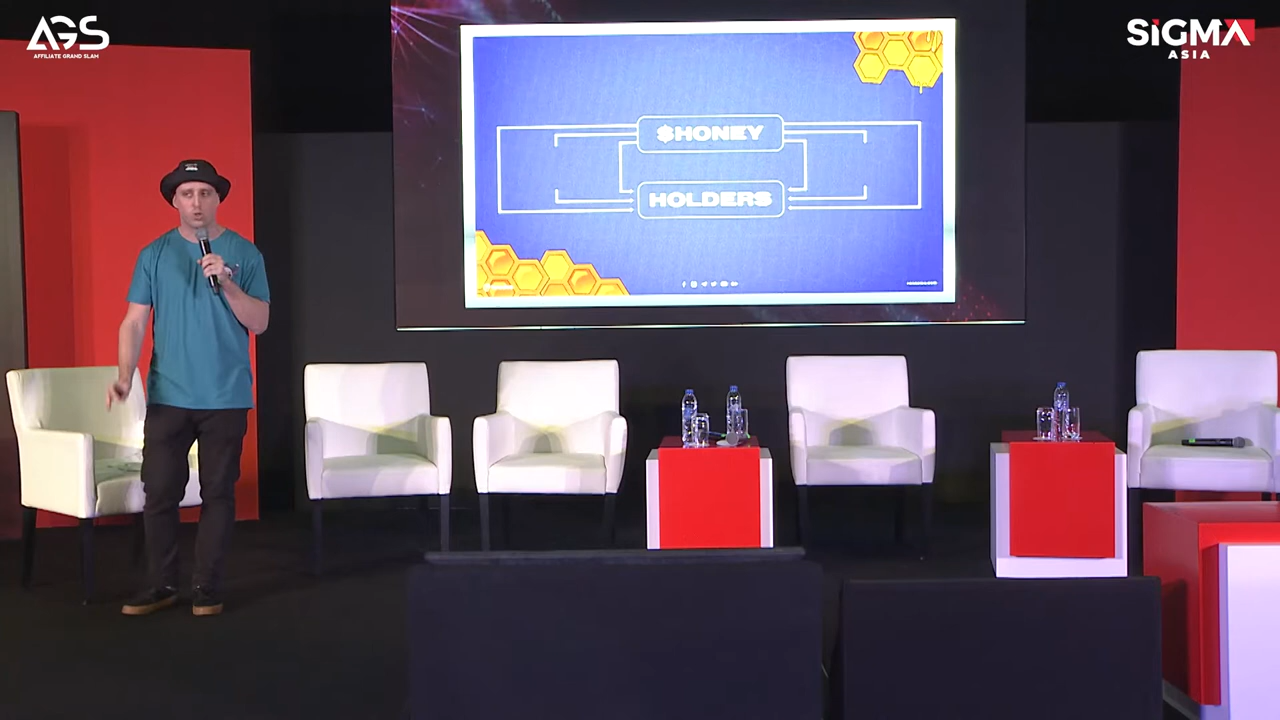 AGS
AFFILIATE GRAND SLAM
SiGMA
ASIA
$HONEY
HOLDERS